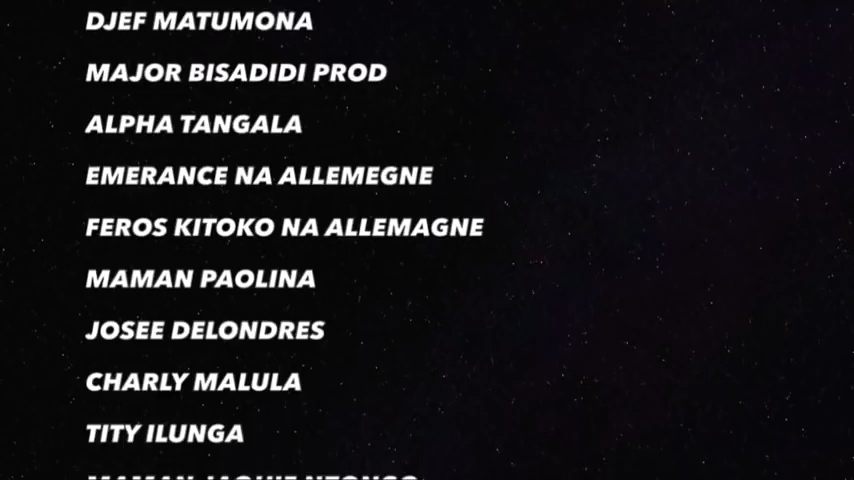 DJEF MATUMONA
MAJOR BISADIDI PROD
ALPHA TANGALA
EMERANCE NA ALLEMEGNE
FEROS KITOKO NA ALLEMAGNE
MAMAN PAOLINA
JOSEE DELONDRES
CHARLY MALULA
TITY ILUNGA
MAMAN